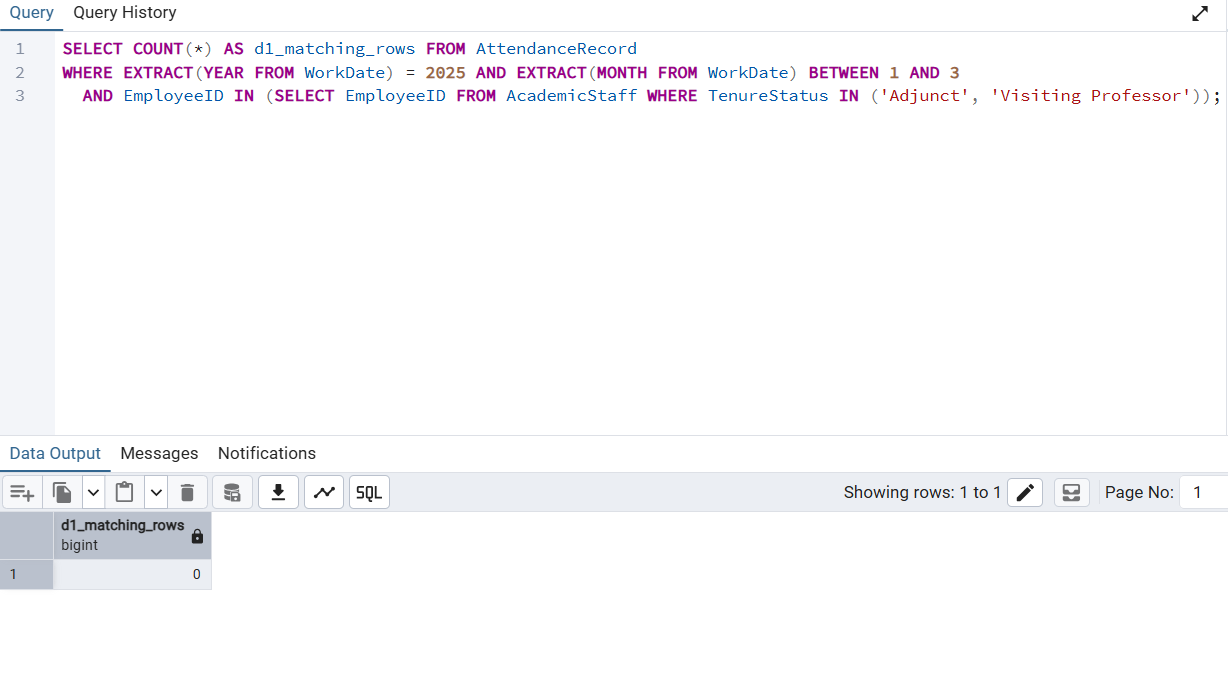 Query Query History
1 SELECT COUNT(*) AS d1_matching_rows FROM AttendanceRecord
2 WHERE EXTRACT(YEAR FROM WorkDate) = 2025 AND EXTRACT(MONTH FROM WorkDate) BETWEEN 1 AND 3
3 AND EmployeeID IN (SELECT EmployeeID FROM AcademicStaff WHERE TenureStatus IN ('Adjunct', 'Visiting Professor'));
Data Output Messages Notifications
SQL Showing rows: 1 to 1 Page No: 1
d1_matching_rows
bigint
1 0